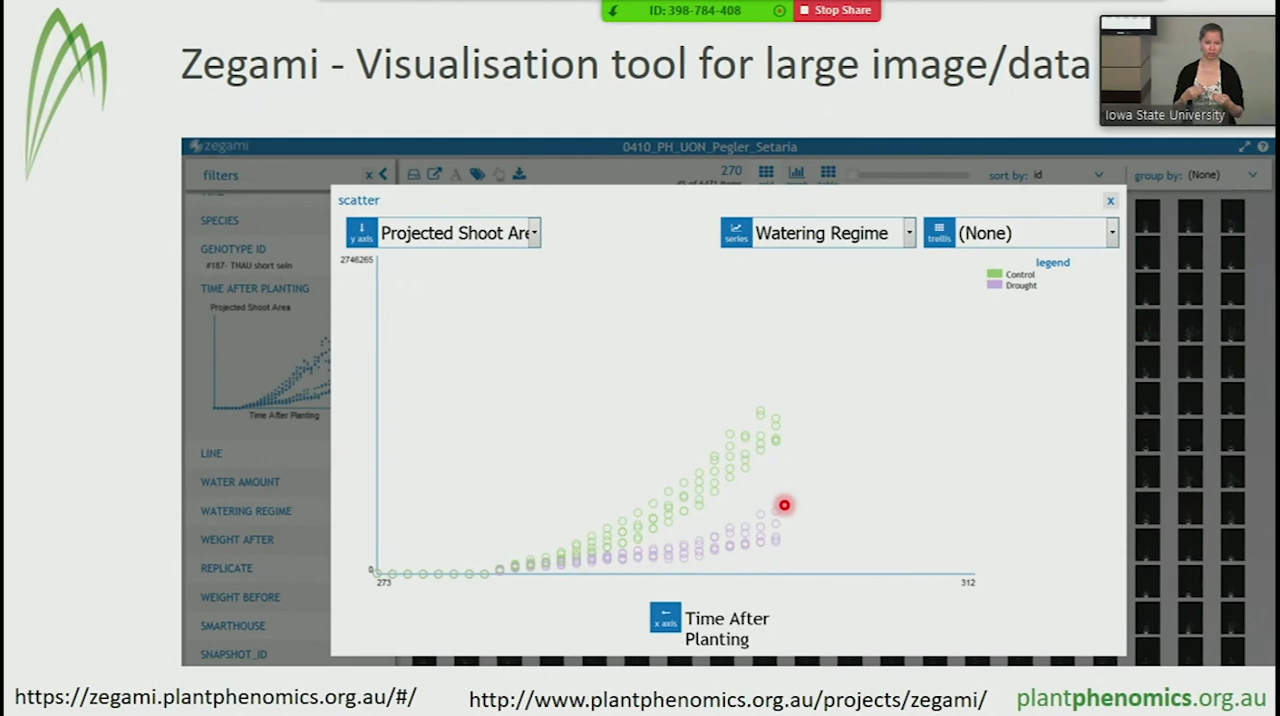 ID: 398-784-408
Stop Share
Zegami - Visualisation tool for large image/data
Iowa State University
zegami
0410_PH_UON_Pegler_Setaria
filters
x
A
270
sort by: id
group by: (None)
SPECIES
GENOTYPE ID
#187- THAU short seln
TIME AFTER PLANTING
Projected Shoot Area
Time After Planting
LINE
WATER AMOUNT
WATERING REGIME
WEIGHT AFTER
REPLICATE
WEIGHT BEFORE
SMARTHOUSE
SNAPSHOT_ID
scatter
x
y axis
Projected Shoot Are
series
Watering Regime
trellis
(None)
2746265
legend
Control
Drought
0
273
312
x axis
Time After
Planting
https://zegami.plantphenomics.org.au/#/
http://www.plantphenomics.org.au/projects/zegami/
plantphenomics.org.au